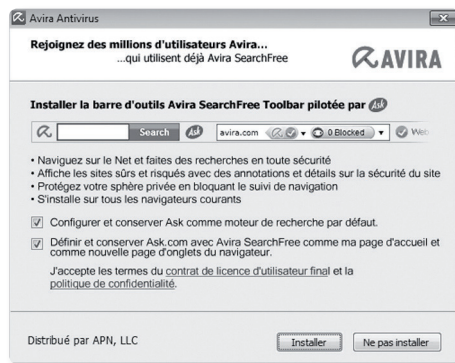 Avira Antivirus
Rejoignez des millions d'utilisateurs Avira...
...qui utilisent déjà Avira SearchFree
AVIRA
Installer la barre d'outils Avira SearchFree Toolbar pilotée par Ask
Search Ask avira.com 0 Blocked Web
• Naviguez sur le Net et faites des recherches en toute sécurité
• Affiche les sites sûrs et risqués avec des annotations et détails sur la sécurité du site
• Protégez votre sphère privée en bloquant le suivi de navigation
• S'installe sur tous les navigateurs courants
Configurer et conserver Ask comme moteur de recherche par défaut.
Définir et conserver Ask.com avec Avira SearchFree comme ma page d'accueil et
comme nouvelle page d'onglets du navigateur.
J'accepte les termes du contrat de licence d'utilisateur final et la
politique de confidentialité.
Distribué par APN, LLC
Installer
Ne pas installer